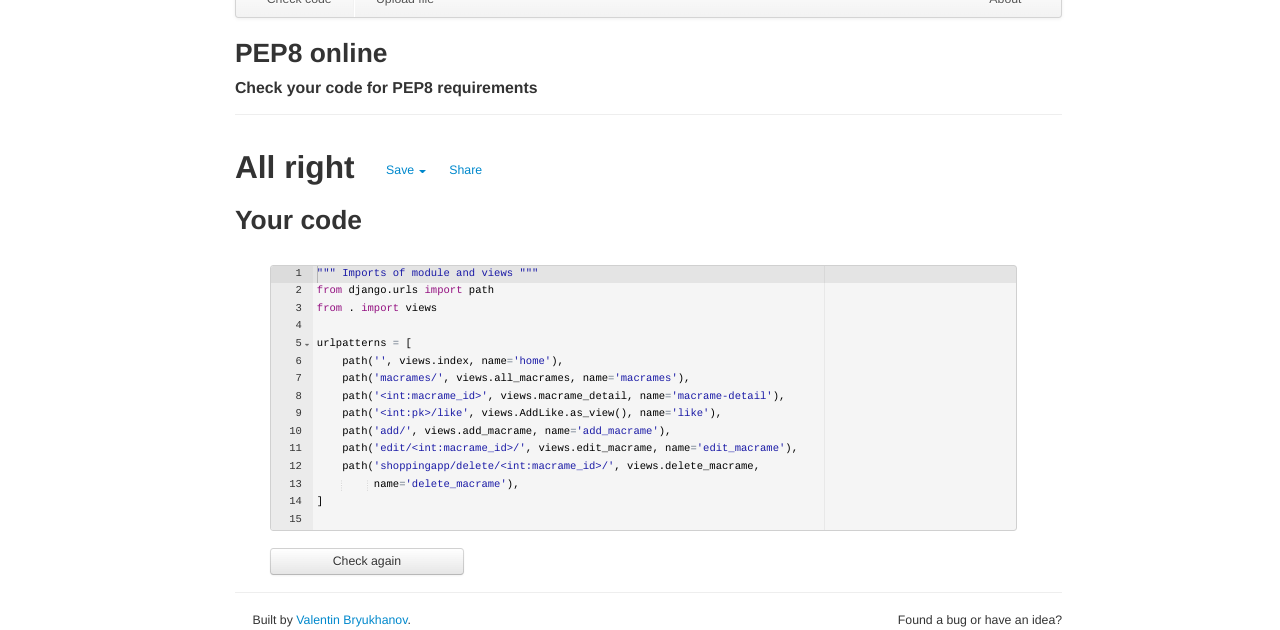 Check code Upload file About
PEP8 online
Check your code for PEP8 requirements
All right Save Share
Your code
1 """ Imports of module and views """
2 from django.urls import path
3 from . import views
4
5 urlpatterns = [
6 path('', views.index, name='home'),
7 path('macrames/', views.all_macrames, name='macrames'),
8 path('<int:macrame_id>', views.macrame_detail, name='macrame-detail'),
9 path('<int:pk>/like', views.AddLike.as_view(), name='like'),
10 path('add/', views.add_macrame, name='add_macrame'),
11 path('edit/<int:macrame_id>/', views.edit_macrame, name='edit_macrame'),
12 path('shoppingapp/delete/<int:macrame_id>/', views.delete_macrame,
13 name='delete_macrame'),
14 ]
15
Check again
Built by Valentin Bryukhanov. Found a bug or have an idea?